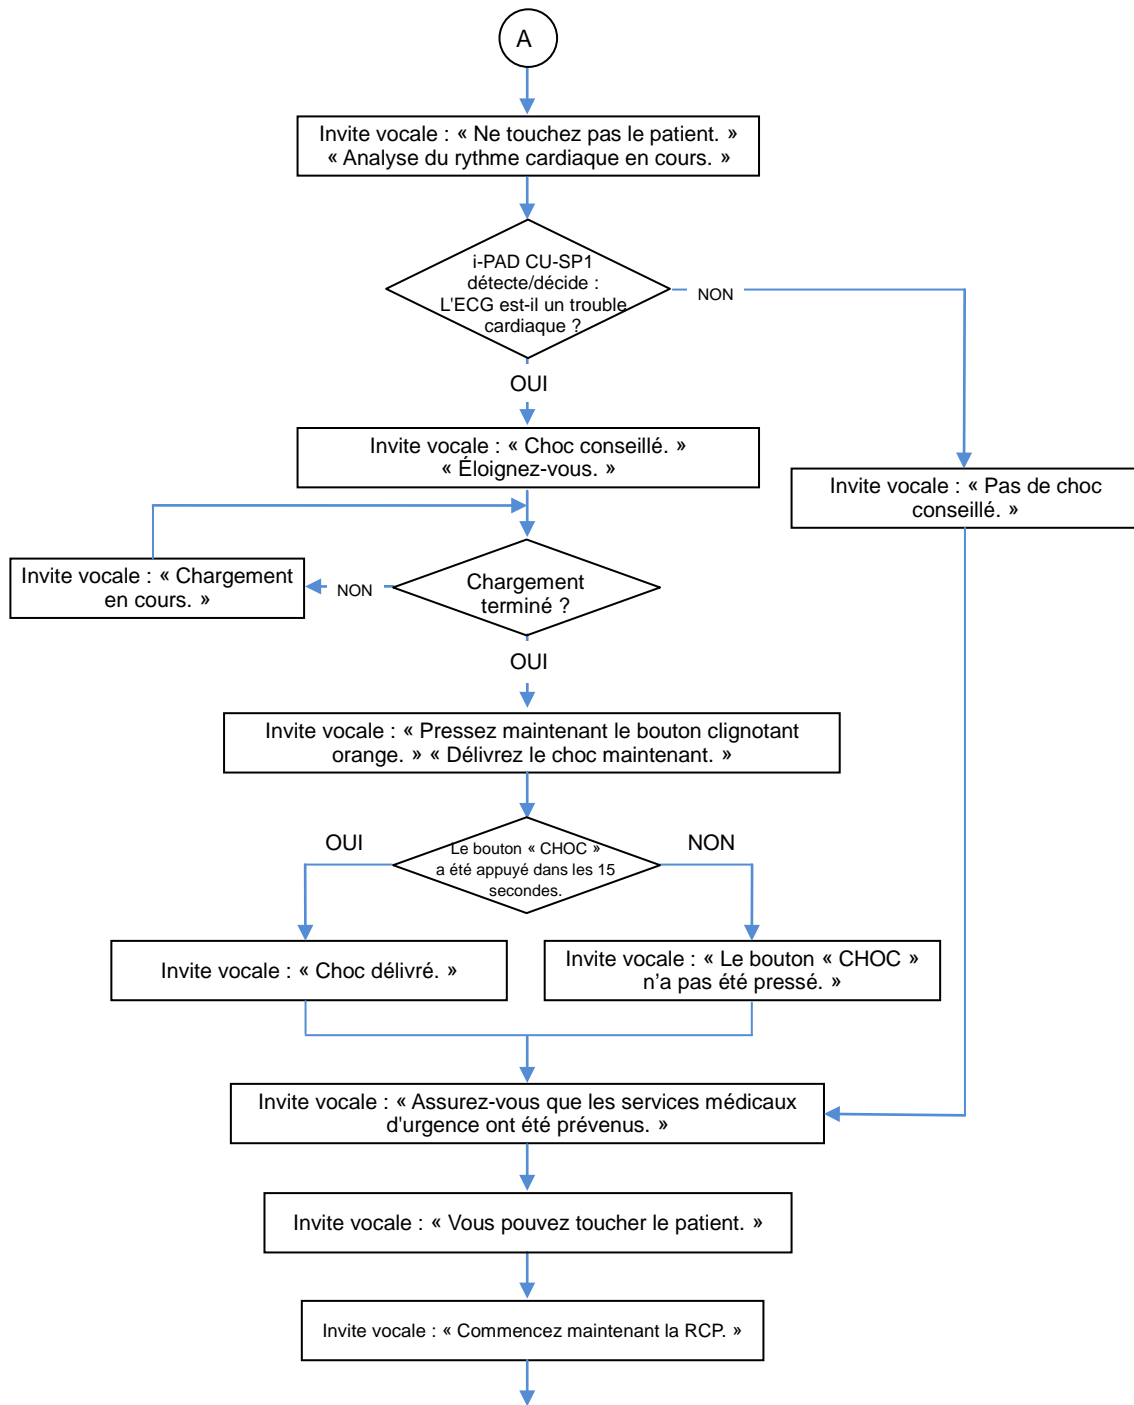 A
Invite vocale : « Ne touchez pas le patient. »
« Analyse du rythme cardiaque en cours. »
i-PAD CU-SP1
détecte/décide :
L'ECG est-il un trouble
cardiaque ?
NON
OUI
Invite vocale : « Choc conseillé. »
« Éloignez-vous. »
Invite vocale : « Pas de choc
conseillé. »
Invite vocale : « Chargement
en cours. »
NON
Chargement
terminé ?
OUI
Invite vocale : « Pressez maintenant le bouton clignotant
orange. » « Délivrez le choc maintenant. »
OUI
Le bouton « CHOC »
a été appuyé dans les 15
secondes.
NON
Invite vocale : « Choc délivré. »
Invite vocale : « Le bouton « CHOC »
n’a pas été pressé. »
Invite vocale : « Assurez-vous que les services médicaux
d'urgence ont été prévenus. »
Invite vocale : « Vous pouvez toucher le patient. »
Invite vocale : « Commencez maintenant la RCP. »